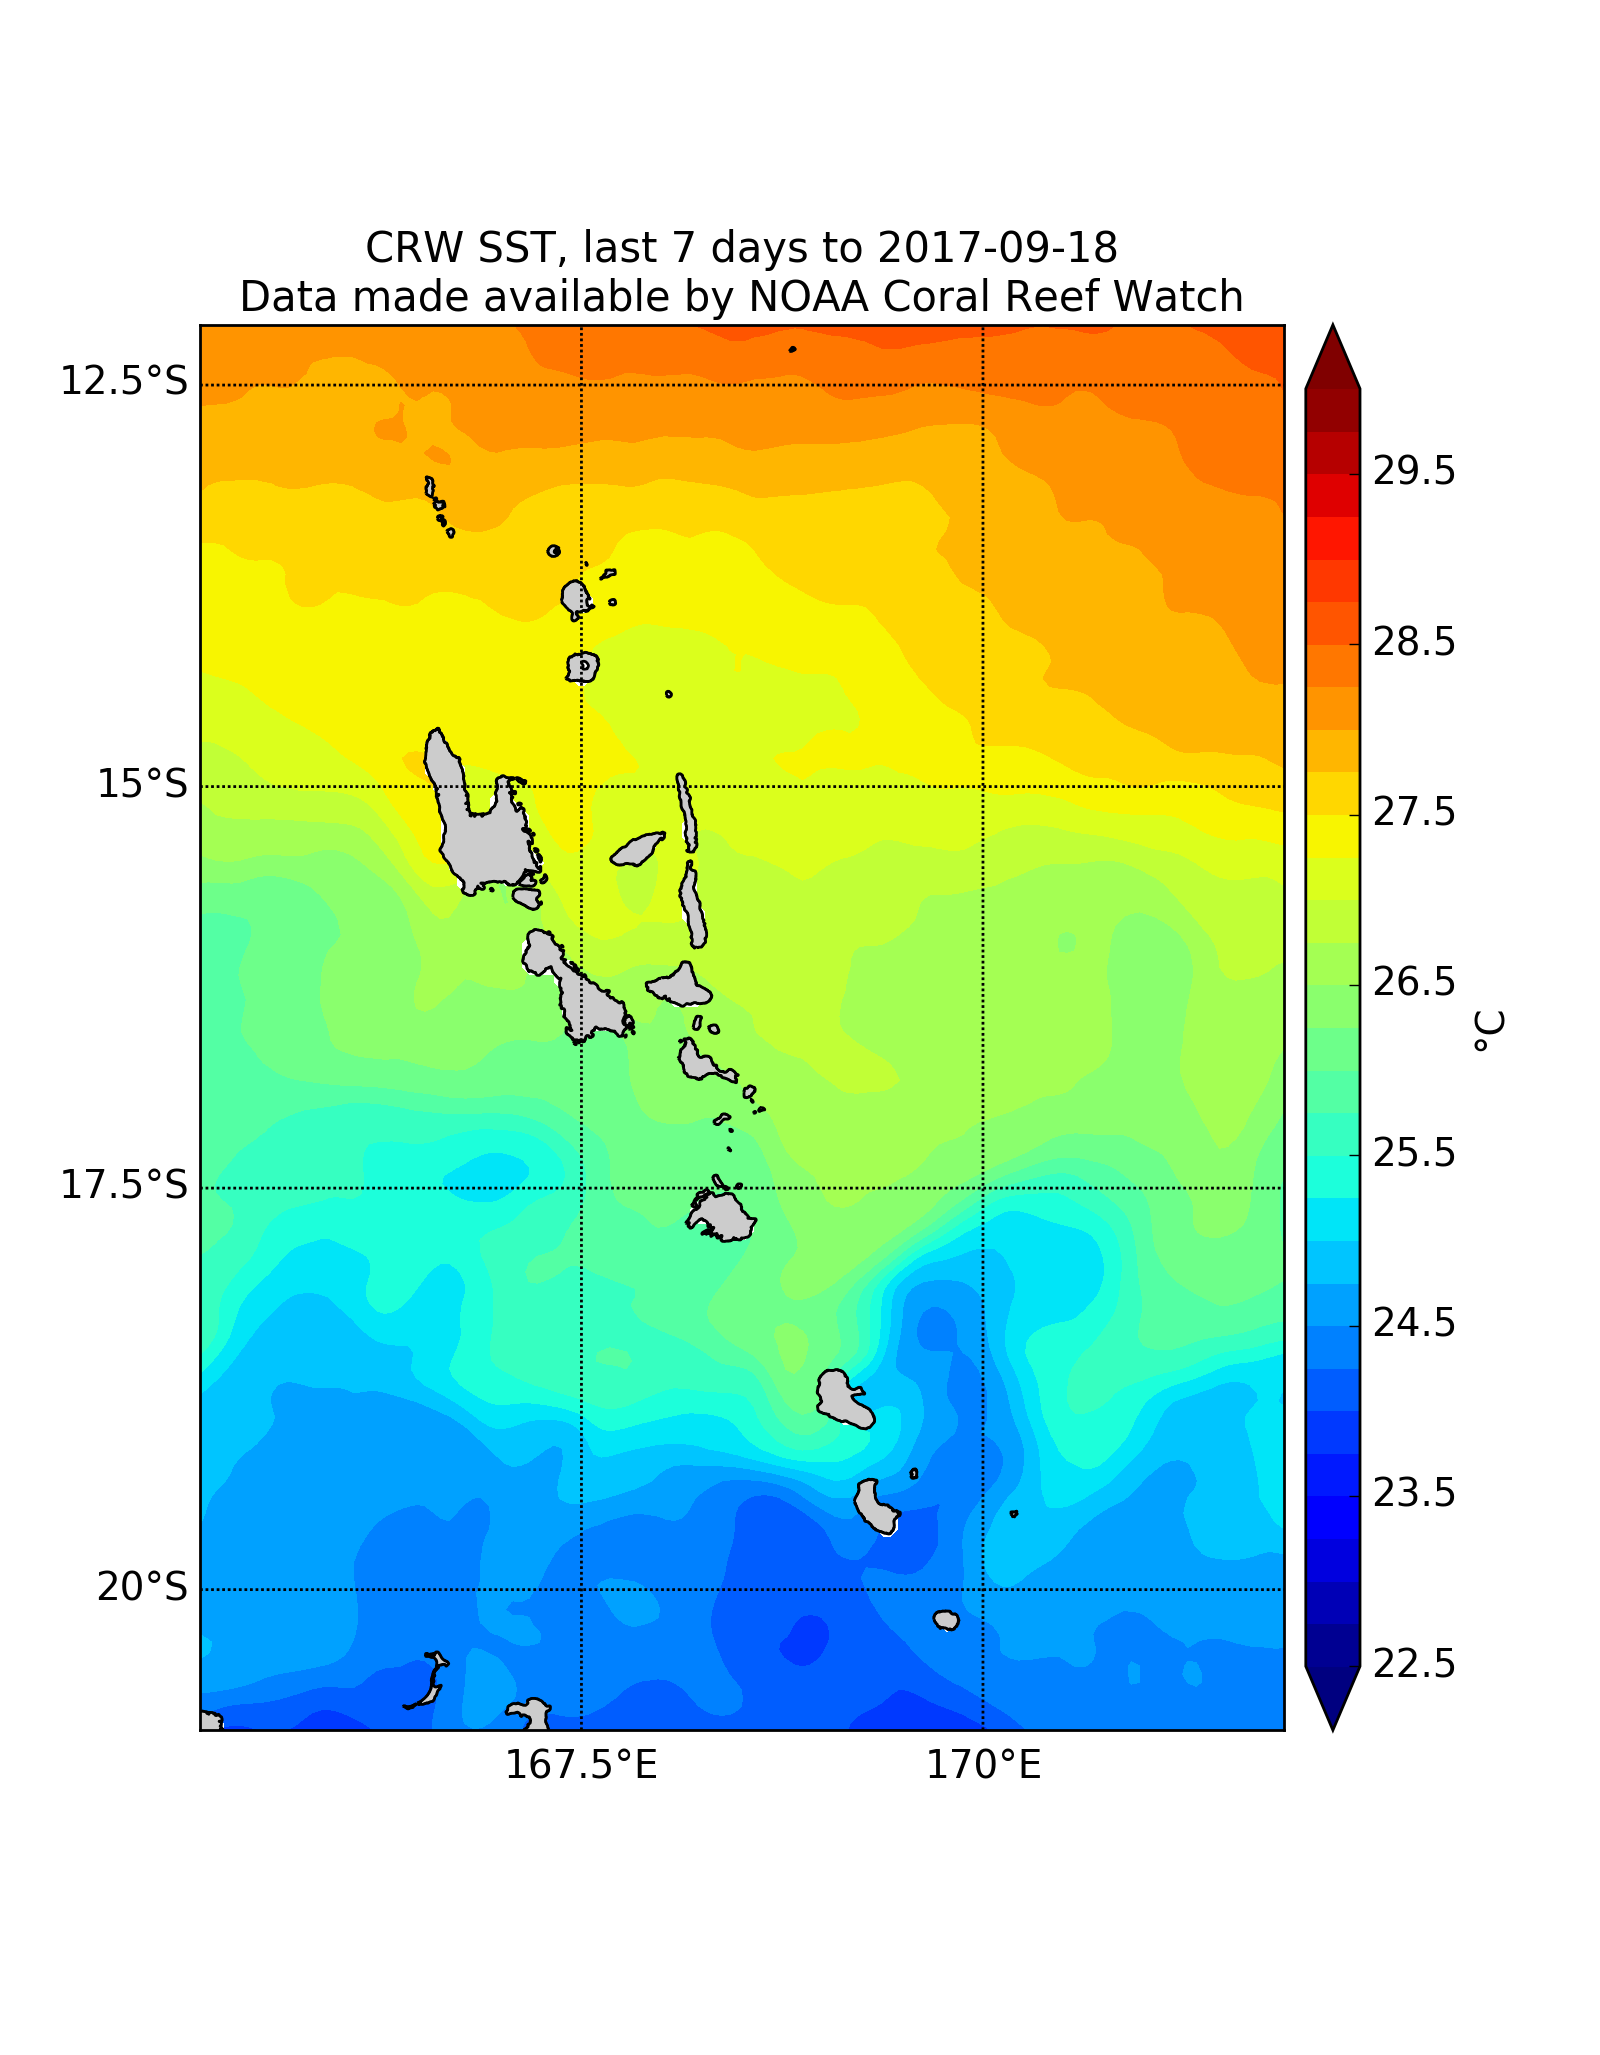 CRW SST, last 7 days to 2017-09-18
Data made available by NOAA Coral Reef Watch
12.5°S
15°S
17.5°S
20°S
167.5°E
170°E
29.5
28.5
27.5
26.5
25.5
24.5
23.5
22.5
°C